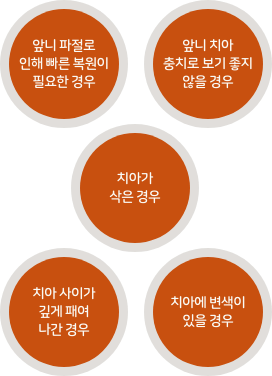 앞니 파절로
인해 빠른 복원이
필요한 경우
앞니 치아
충치로 보기 좋지
않을 경우
치아가
삭은 경우
치아 사이가
깊게 패여
나간 경우
치아에 변색이
있을 경우